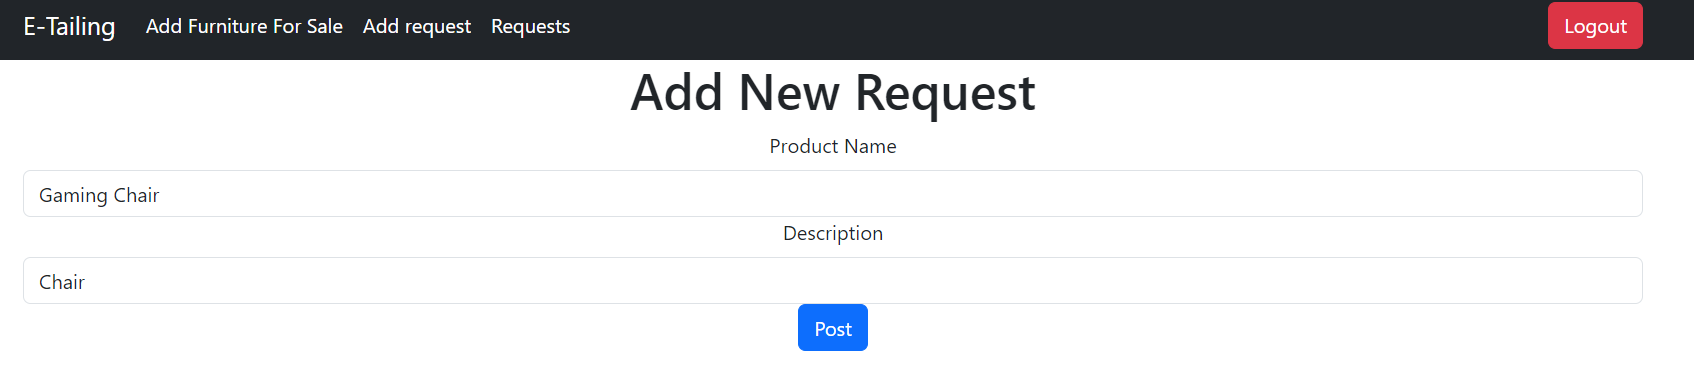 E-Tailing Add Furniture For Sale Add request Requests Logout
Add New Request
Product Name
Gaming Chair
Description
Chair
Post